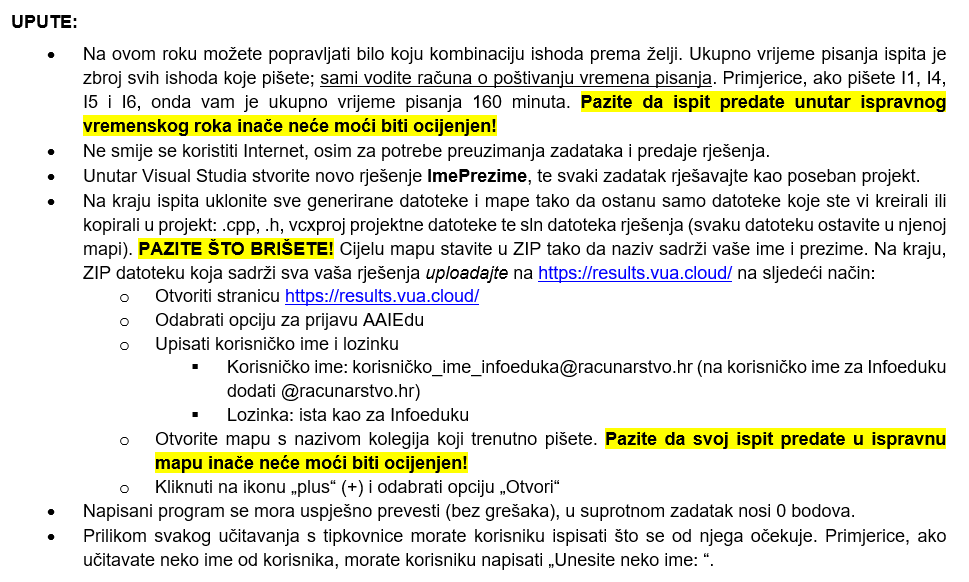 UPUTE:
• Na ovom roku možete popravljati bilo koju kombinaciju ishoda prema želji. Ukupno vrijeme pisanja ispita je
zbroj svih ishoda koje pišete; sami vodite računa o poštivanju vremena pisanja. Primjerice, ako pišete I1, I4,
I5 i I6, onda vam je ukupno vrijeme pisanja 160 minuta. Pazite da ispit predate unutar ispravnog
vremenskog roka inače neće moći biti ocijenjen!
• Ne smije se koristiti Internet, osim za potrebe preuzimanja zadataka i predaje rješenja.
• Unutar Visual Studia stvorite novo rješenje ImePrezime, te svaki zadatak rješavajte kao poseban projekt.
• Na kraju ispita uklonite sve generirane datoteke i mape tako da ostanu samo datoteke koje ste vi kreirali ili
kopirali u projekt: .cpp, .h, vcxproj projektne datoteke te sln datoteka rješenja (svaku datoteku ostavite u njenoj
mapi). PAZITE ŠTO BRIŠETE! Cijelu mapu stavite u ZIP tako da naziv sadrži vaše ime i prezime. Na kraju,
ZIP datoteku koja sadrži sva vaša rješenja uploadajte na https://results.vua.cloud/ na sljedeći način:
o Otvoriti stranicu https://results.vua.cloud/
o Odabrati opciju za prijavu AAIEdu
o Upisati korisničko ime i lozinku
▪ Korisničko ime: korisničko_ime_infoeduka@racunarstvo.hr (na korisničko ime za Infoeduku
dodati @racunarstvo.hr)
▪ Lozinka: ista kao za Infoeduku
o Otvorite mapu s nazivom kolegija koji trenutno pišete. Pazite da svoj ispit predate u ispravnu
mapu inače neće moći biti ocijenjen!
o Kliknuti na ikonu „plus“ (+) i odabrati opciju „Otvori“
• Napisani program se mora uspješno prevesti (bez grešaka), u suprotnom zadatak nosi 0 bodova.
• Prilikom svakog učitavanja s tipkovnice morate korisniku ispisati što se od njega očekuje. Primjerice, ako
učitavate neko ime od korisnika, morate korisniku napisati „Unesite neko ime: “.